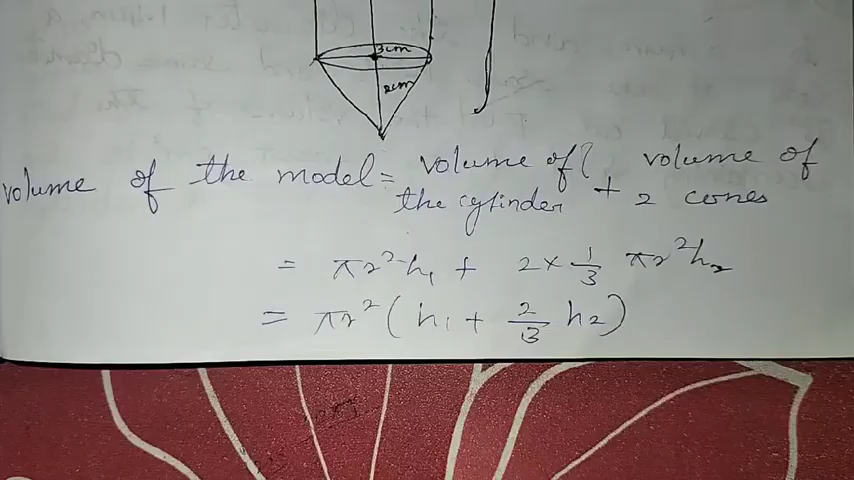 3cm
2cm
volume of the model = volume of the cylinder + volume of 2 cones
= πr²h₁ + 2 × 1/3 πr²h₂
= πr² (h₁ + 2/3 h₂)